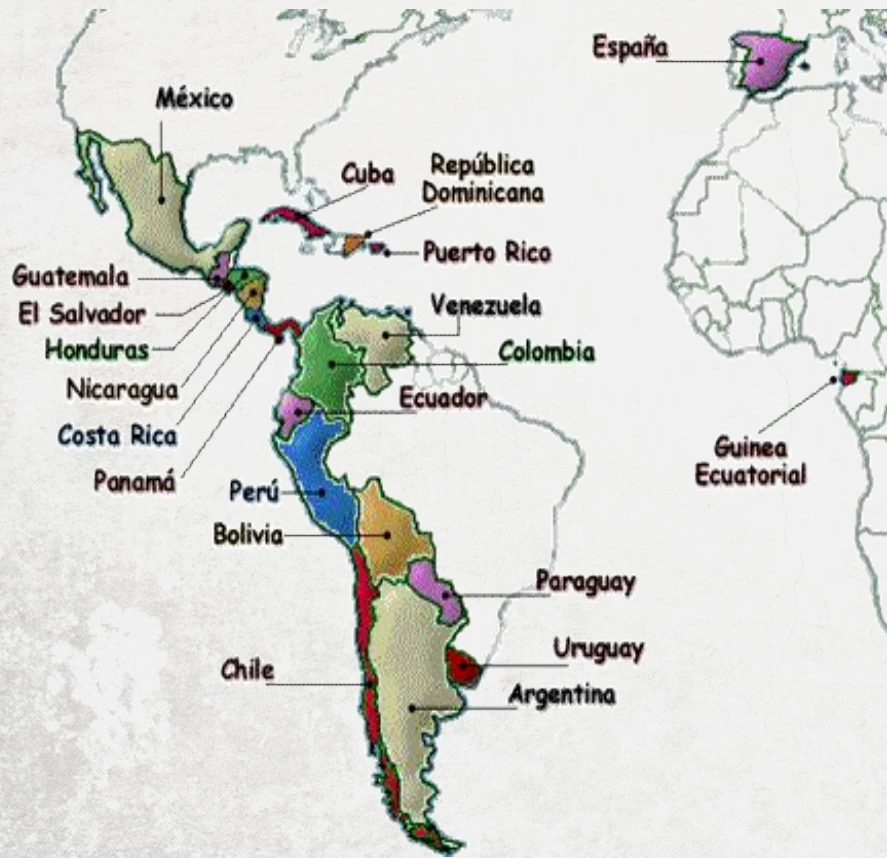 España
México
Cuba
República
Dominicana
Puerto Rico
Guatemala
El Salvador
Honduras
Nicaragua
Costa Rica
Panamá
Venezuela
Colombia
Ecuador
Guinea
Ecuatorial
Perú
Bolivia
Paraguay
Uruguay
Chile
Argentina